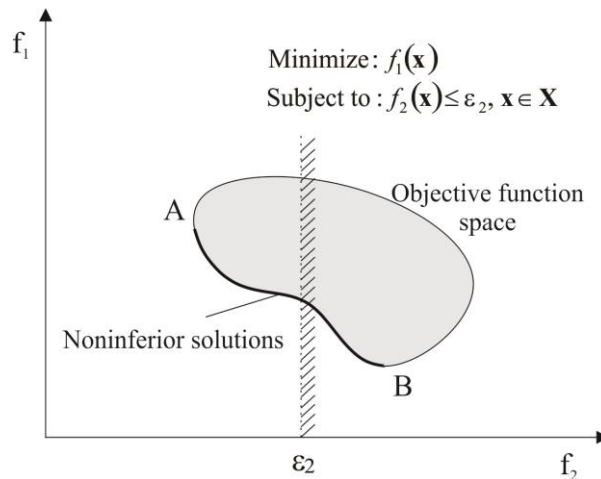 f₁
Minimize: f₁(x)
Subject to : f₂(x) ≤ ε₂, x ∈ X
A
Objective function
space
Noninferior solutions
B
ε₂
f₂